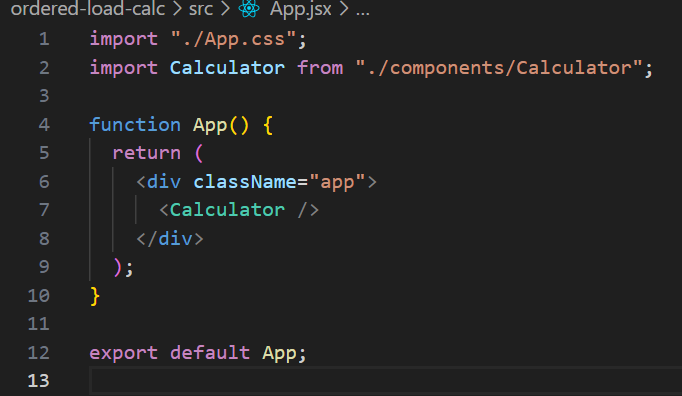 ordered-load-calc > src > App.jsx > ...
1 import "./App.css";
2 import Calculator from "./components/Calculator";
3
4 function App() {
5   return (
6     <div className="app">
7       <Calculator />
8     </div>
9   );
10 }
11
12 export default App;
13